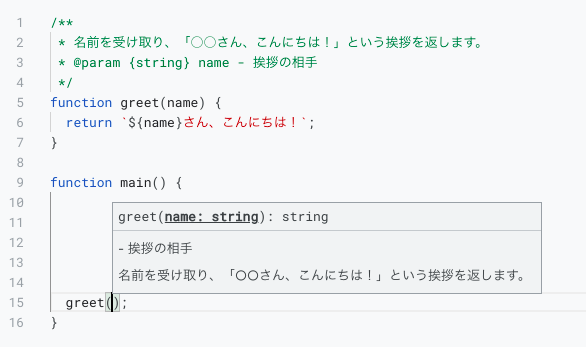 1 /**
2  * 名前を受け取り、「○○さん、こんにちは！」という挨拶を返します。
3  * @param {string} name - 挨拶の相手
4  */
5 function greet(name) {
6   return `${name}さん、こんにちは！`;
7 }
8
9 function main() {
10
greet(name: string): string
11
12
- 挨拶の相手
13
名前を受け取り、「○○さん、こんにちは！」という挨拶を返します。
14
15   greet();
16 }